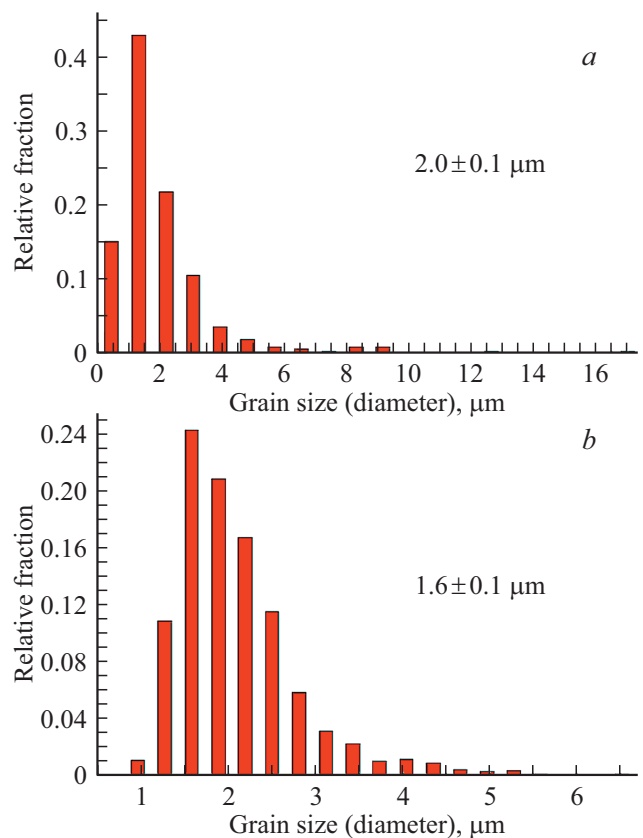 a
0.4
0.3
0.2
0.1
0
Relative fraction
2.0±0.1 μm
0 2 4 6 8 10 12 14 16
Grain size (diameter), μm
b
0.24
0.20
0.16
0.12
0.08
0.04
0
Relative fraction
1.6±0.1 μm
1 2 3 4 5 6
Grain size (diameter), μm